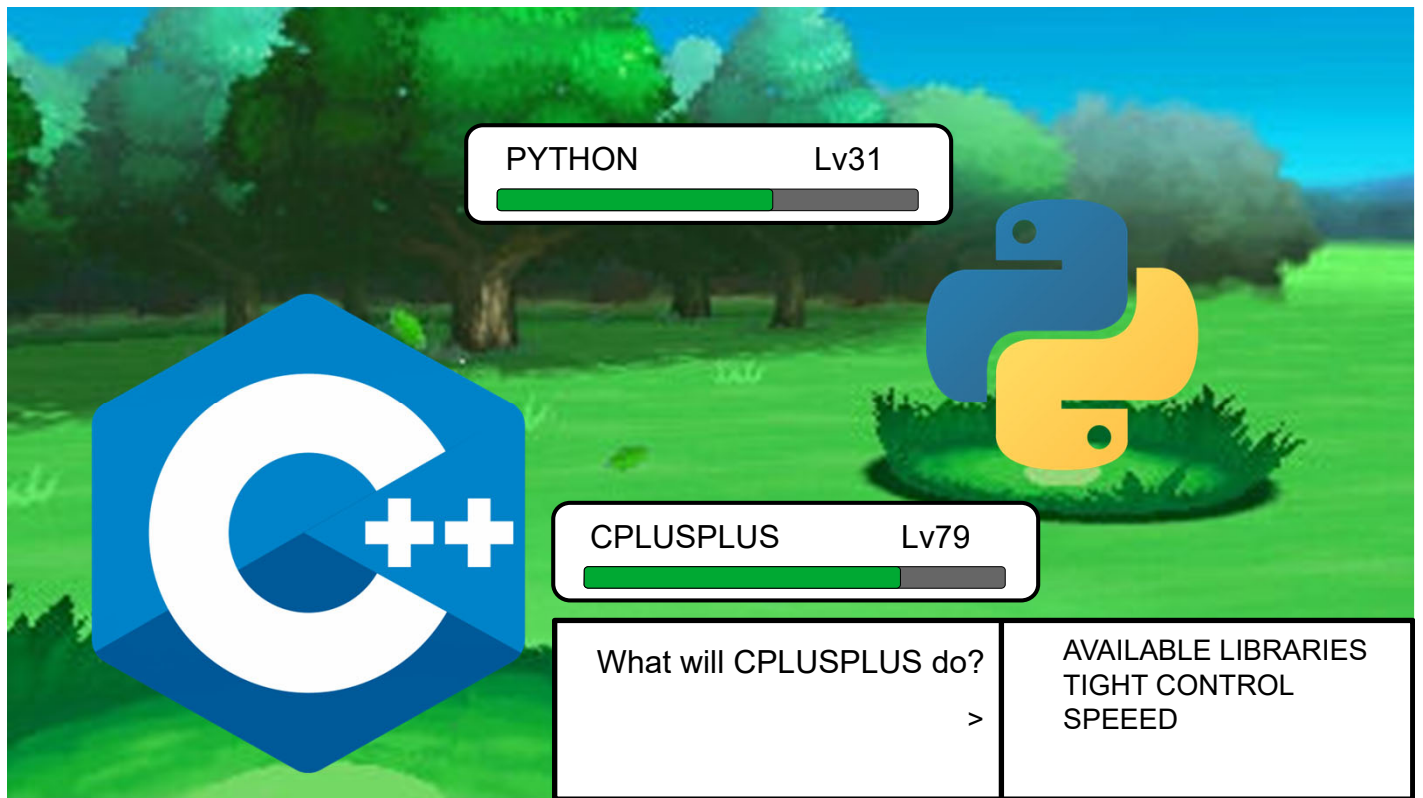 PYTHON Lv31
C++
CPLUSPLUS Lv79
What will CPLUSPLUS do?
>
AVAILABLE LIBRARIES
TIGHT CONTROL
SPEEED